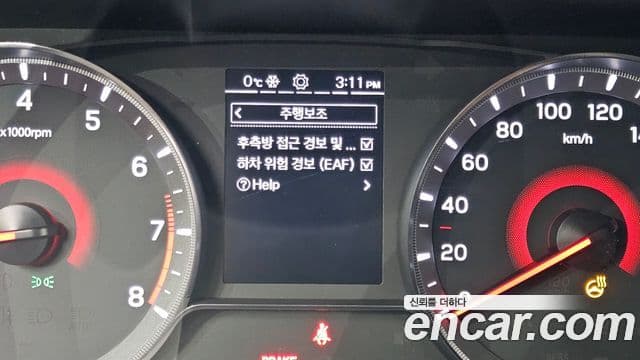 0℃ 3:11 PM
< 주행보조
후측방 접근 경보 및 ...
하차 위험 경보 (EAF)
? Help >
4
5
6
7
8
x1000rpm
0
20
40
60
80
100
120
km/h
신뢰를 더하다
encar.com
BRAKE